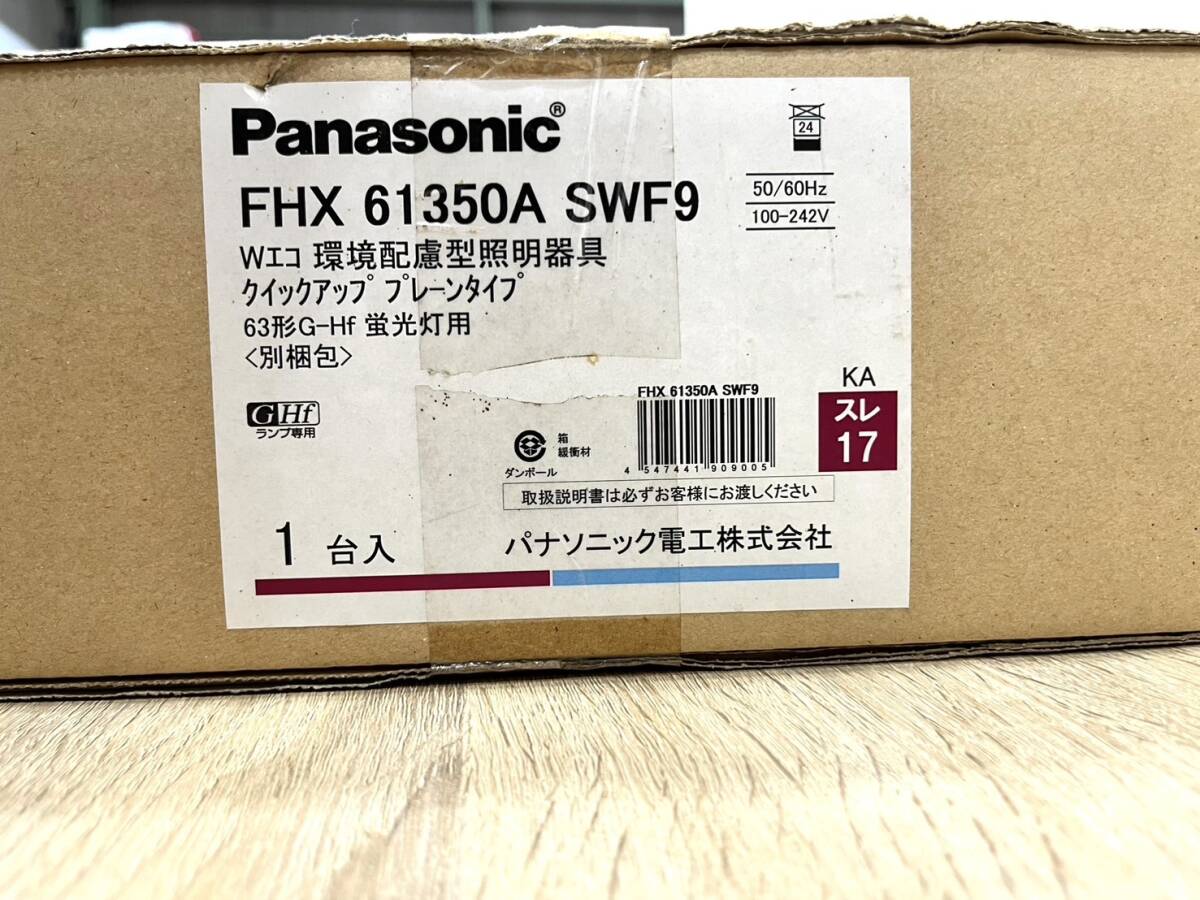 Panasonic®
24
FHX 61350A SWF9
50/60Hz
100-242V
Wエコ 環境配慮型照明器具
クイックアップ プレーンタイプ
63形G-Hf 蛍光灯用
<別梱包>
GHf
ランプ専用
FHX 61350A SWF9
4 547441 909005
KA
スレ
17
箱
緩衝材
ダンボール
取扱説明書は必ずお客様にお渡しください
1 台入
パナソニック電工株式会社